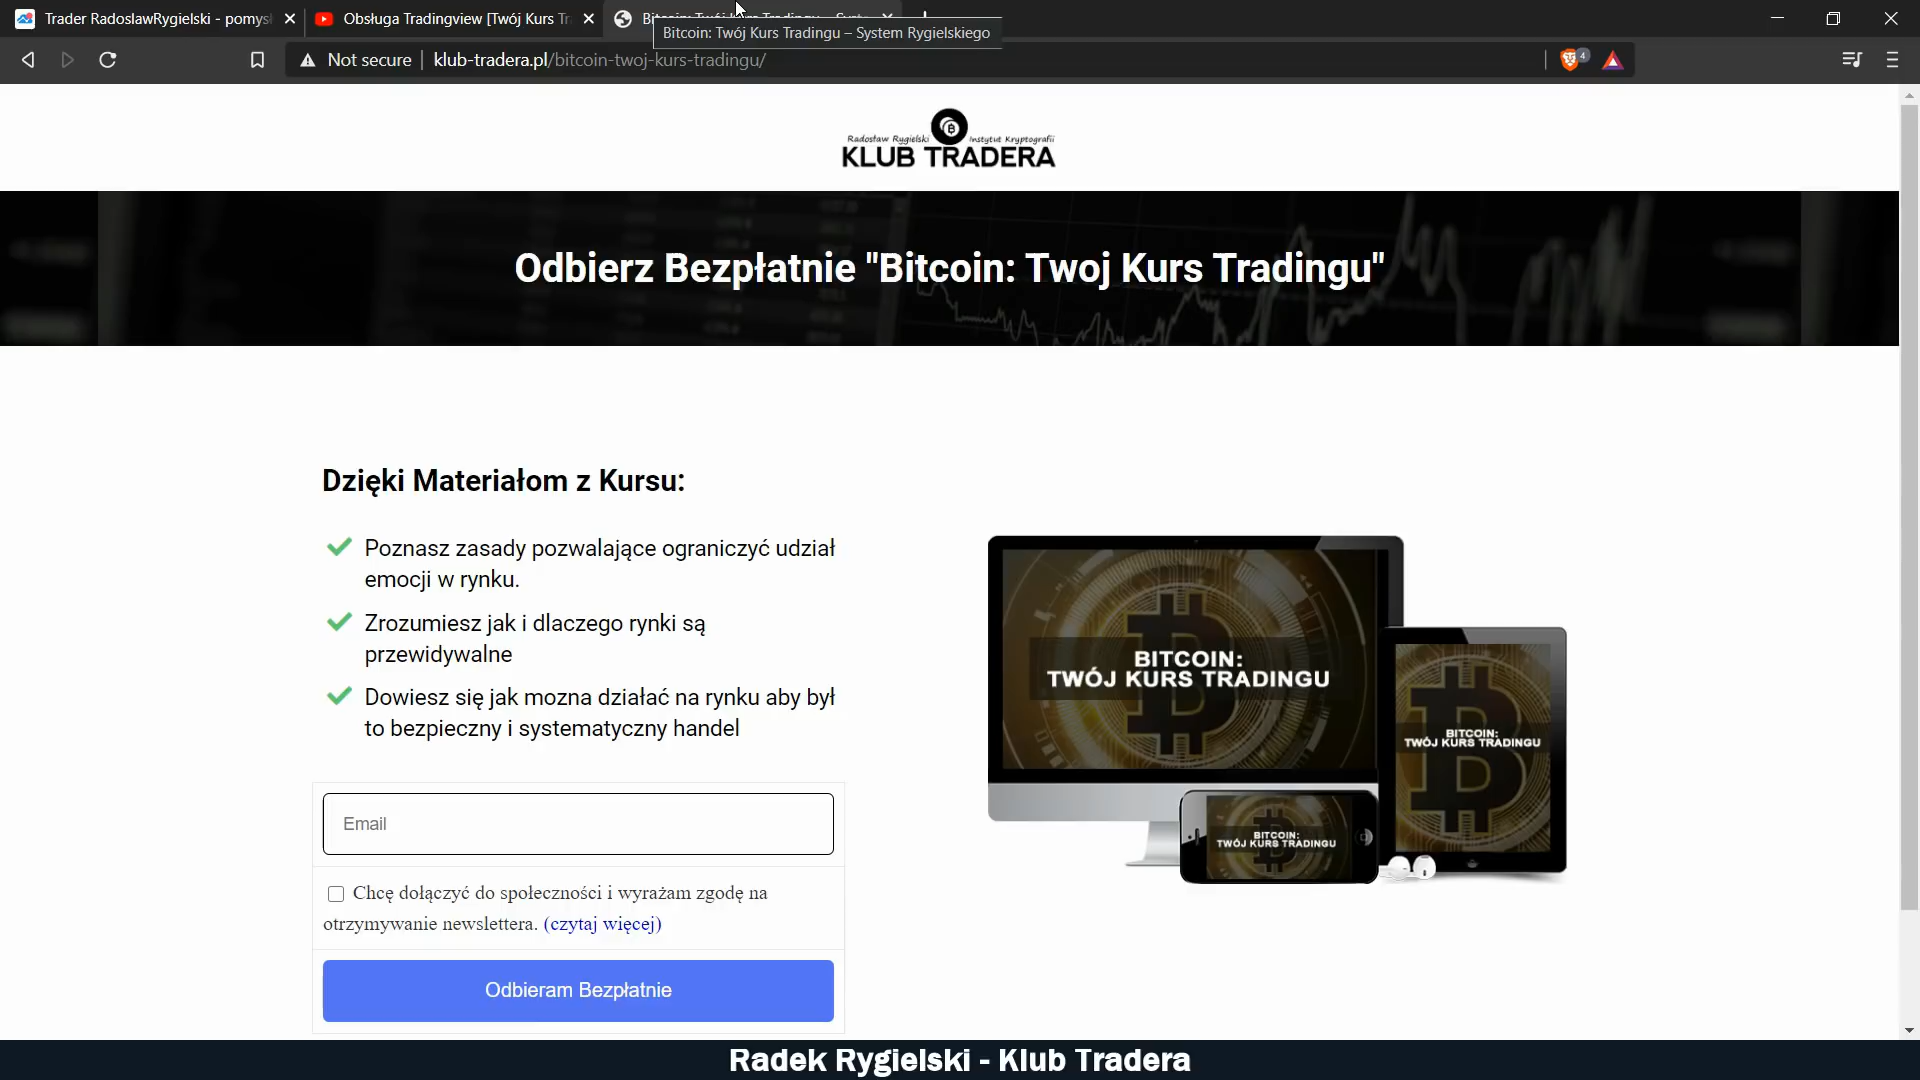 Trader RadoslawRygielski - pomys
Obsługa Tradingview [Twój Kurs Tr
Bitcoin: Twój Kurs Tradingu – System Rygielskiego
Not secure
klub-tradera.pl/bitcoin-twoj-kurs-tradingu/
4
Radosław Rygielski Instytut Kryptografii
KLUB TRADERA
Odbierz Bezpłatnie "Bitcoin: Twoj Kurs Tradingu"
Dzięki Materiałom z Kursu:
Poznasz zasady pozwalające ograniczyć udział
emocji w rynku.
Zrozumiesz jak i dlaczego rynki są
przewidywalne
Dowiesz się jak mozna działać na rynku aby był
to bezpieczny i systematyczny handel
BITCOIN:
TWÓJ KURS TRADINGU
BITCOIN:
TWÓJ KURS TRADINGU
BITCOIN:
TWÓJ KURS TRADINGU
Email
Chcę dołączyć do społeczności i wyrażam zgodę na
otrzymywanie newslettera. (czytaj więcej)
Odbieram Bezpłatnie
Radek Rygielski - Klub Tradera